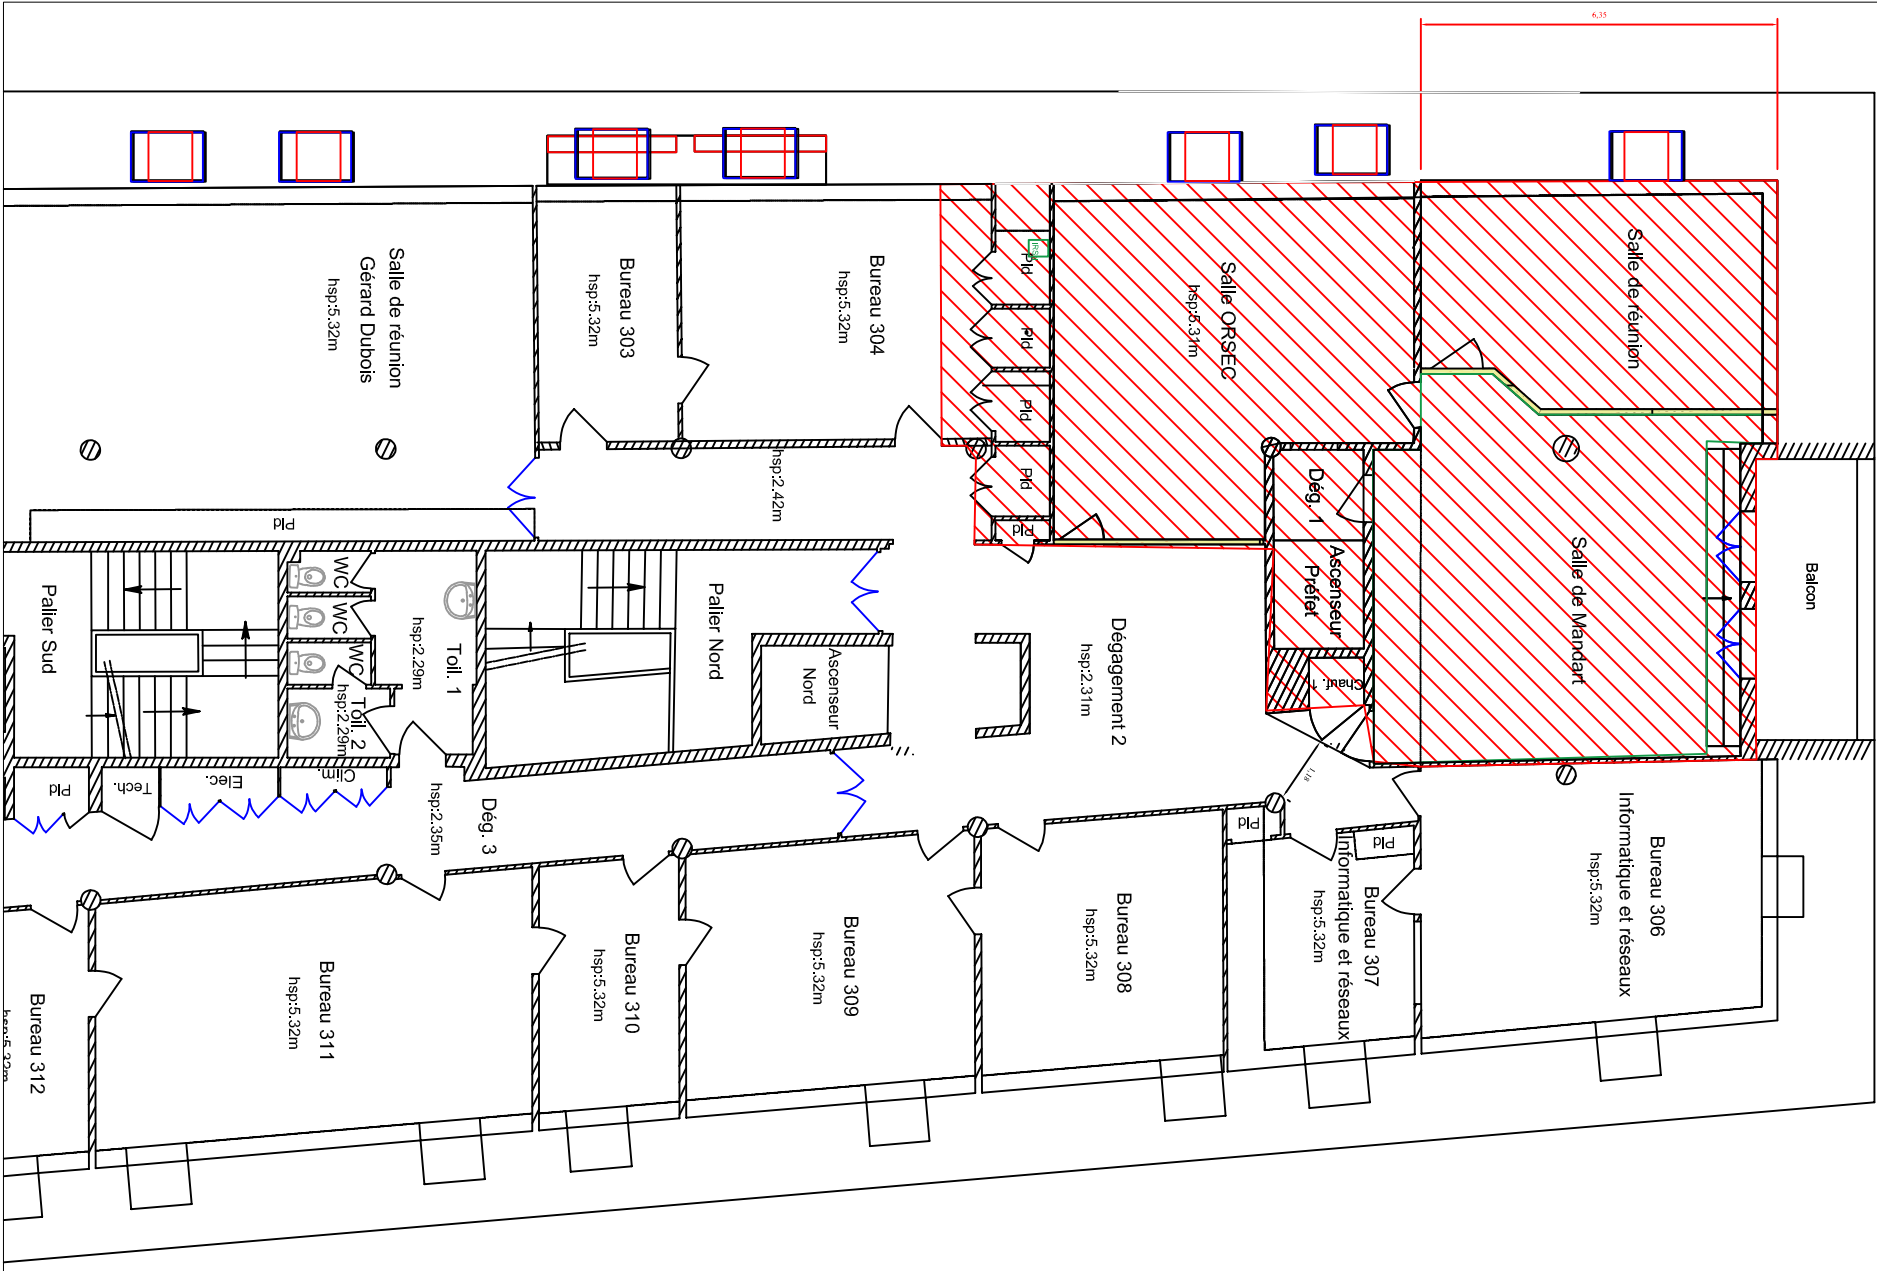 6,35
Salle de réunion
Gérard Dubois
hsp:5.32m
Bureau 303
hsp:5.32m
Bureau 304
hsp:5.32m
Pld
Pld
Pld
Pld
Pld
Salle ORSEC
hsp:5.31m
Salle de réunion
hsp:2.42m
Pld
Dég. 1
Ascenseur
Préfet
Chauf. 1
Salle de Mandart
Balcon
Palier Sud
WC
WC
WC
Toil. 1
hsp:2.29m
Toil. 2
hsp:2.29m
Palier Nord
Ascenseur
Nord
Dégagement 2
hsp:2.31m
1,18
Pld
Tech.
Elec.
Clim.
Dég. 3
hsp:2.35m
Pld
Pld
Bureau 306
Informatique et réseaux
hsp:5.32m
Bureau 307
Informatique et réseaux
hsp:5.32m
Bureau 308
hsp:5.32m
Bureau 309
hsp:5.32m
Bureau 310
hsp:5.32m
Bureau 311
hsp:5.32m
Bureau 312
hsp:5.32m